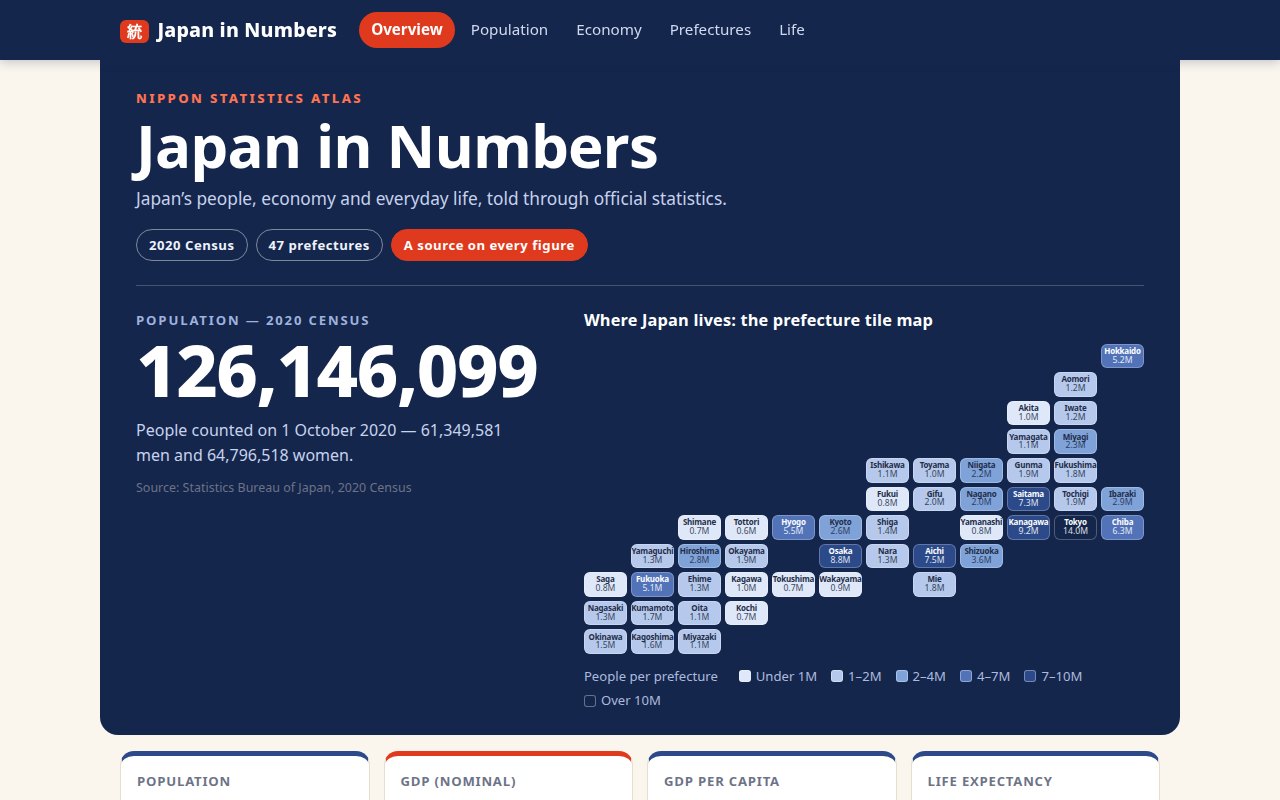 統 Japan in Numbers Overview Population Economy Prefectures Life
NIPPON STATISTICS ATLAS
Japan in Numbers
Japan’s people, economy and everyday life, told through official statistics.
2020 Census 47 prefectures A source on every figure
POPULATION — 2020 CENSUS
126,146,099
People counted on 1 October 2020 — 61,349,581
men and 64,796,518 women.
Source: Statistics Bureau of Japan, 2020 Census
Where Japan lives: the prefecture tile map
Hokkaido
5.2M
Aomori
1.2M
Akita Iwate
1.0M 1.2M
Yamagata Miyagi
1.1M 2.3M
Ishikawa Toyama Niigata Gunma Fukushima
1.1M 1.0M 2.2M 1.9M 1.8M
Fukui Gifu Nagano Saitama Tochigi Ibaraki
0.8M 2.0M 2.0M 7.3M 1.9M 2.9M
Shimane Tottori Hyogo Kyoto Shiga Yamanashi Kanagawa Tokyo Chiba
0.7M 0.6M 5.5M 2.6M 1.4M 0.8M 9.2M 14.0M 6.3M
Yamaguchi Hiroshima Okayama Osaka Nara Aichi Shizuoka
1.3M 2.8M 1.9M 8.8M 1.3M 7.5M 3.6M
Saga Fukuoka Ehime Kagawa Tokushima Wakayama Mie
0.8M 5.1M 1.3M 1.0M 0.7M 0.9M 1.8M
Nagasaki Kumamoto Oita Kochi
1.3M 1.7M 1.1M 0.7M
Okinawa Kagoshima Miyazaki
1.5M 1.6M 1.1M
People per prefecture Under 1M 1–2M 2–4M 4–7M 7–10M
Over 10M
POPULATION GDP (NOMINAL) GDP PER CAPITA LIFE EXPECTANCY